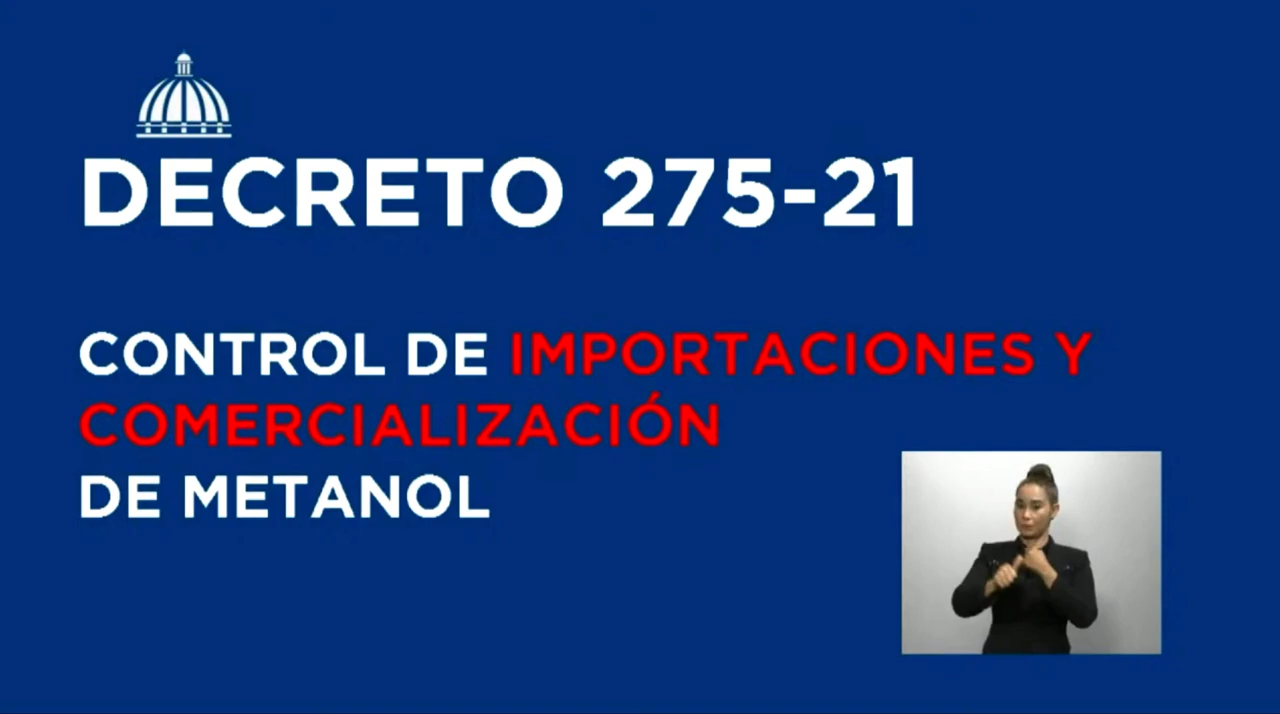 DECRETO 275-21
CONTROL DE IMPORTACIONES Y
COMERCIALIZACIÓN
DE METANOL